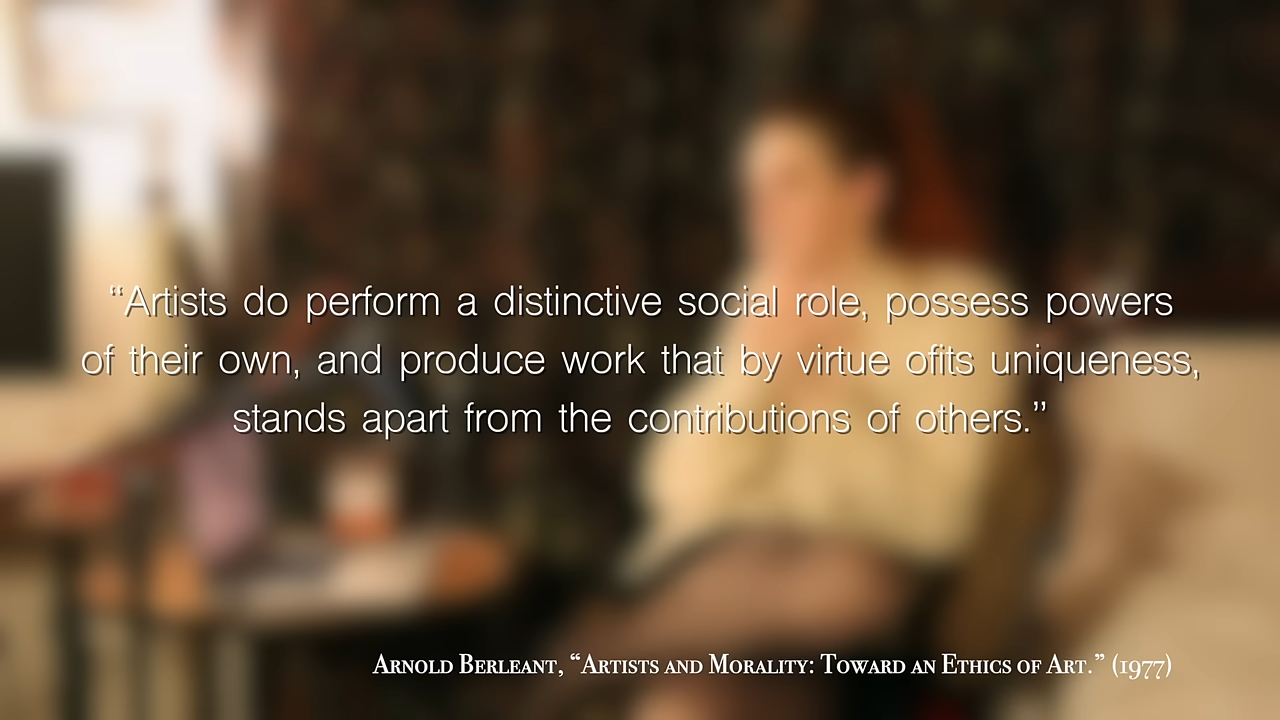 “Artists do perform a distinctive social role, possess powers
of their own, and produce work that by virtue ofits uniqueness,
stands apart from the contributions of others.”
Arnold Berleant, “Artists and Morality: Toward an Ethics of Art.” (1977)